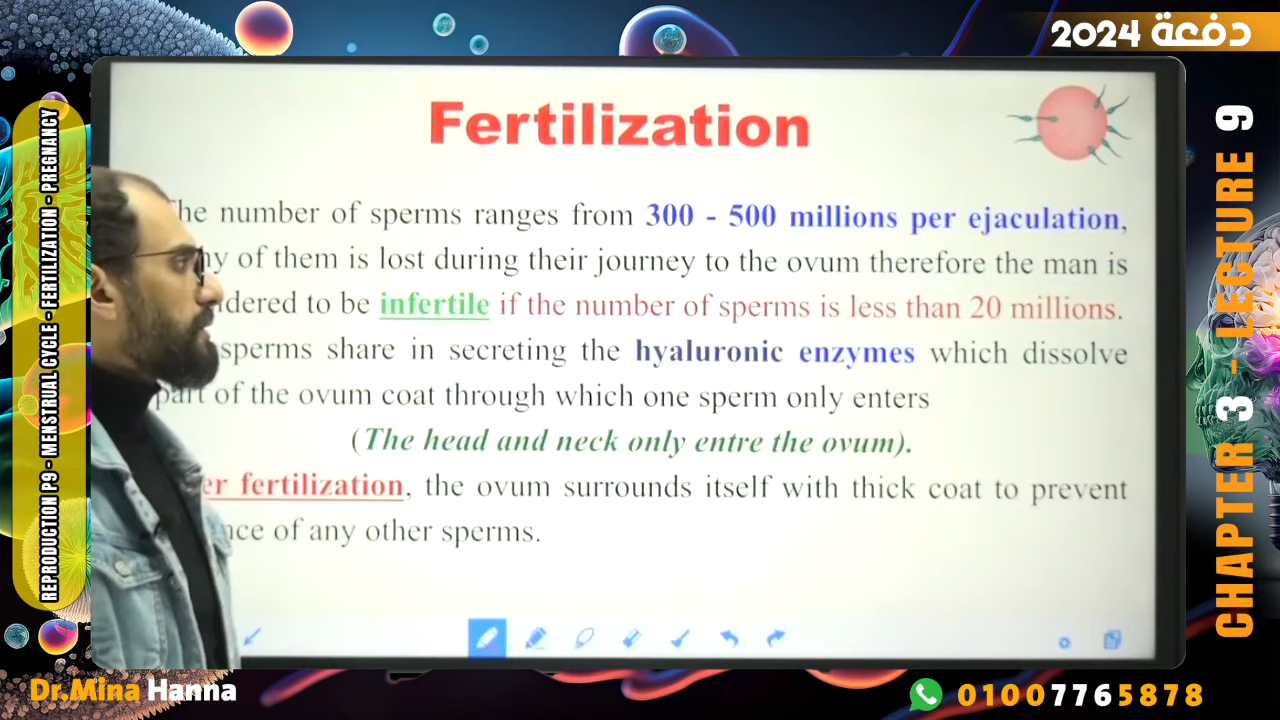 دفعة 2024
REPRODUCTION P9 - MENSTRUAL CYCLE - FERTILIZATION - PREGNANCY
Fertilization
he number of sperms ranges from 300 - 500 millions per ejaculation,
y of them is lost during their journey to the ovum therefore the man is
dered to be infertile if the number of sperms is less than 20 millions.
sperms share in secreting the hyaluronic enzymes which dissolve
part of the ovum coat through which one sperm only enters
(The head and neck only entre the ovum).
er fertilization, the ovum surrounds itself with thick coat to prevent
nce of any other sperms.
CHAPTER 3 - LECTURE 9
Dr.Mina Hanna
01007765878